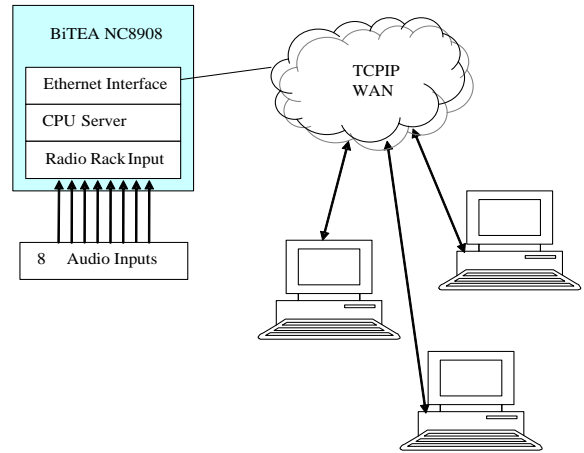 BiTEA NC8908
Ethernet Interface
CPU Server
Radio Rack Input
8 Audio Inputs
TCPIP
WAN